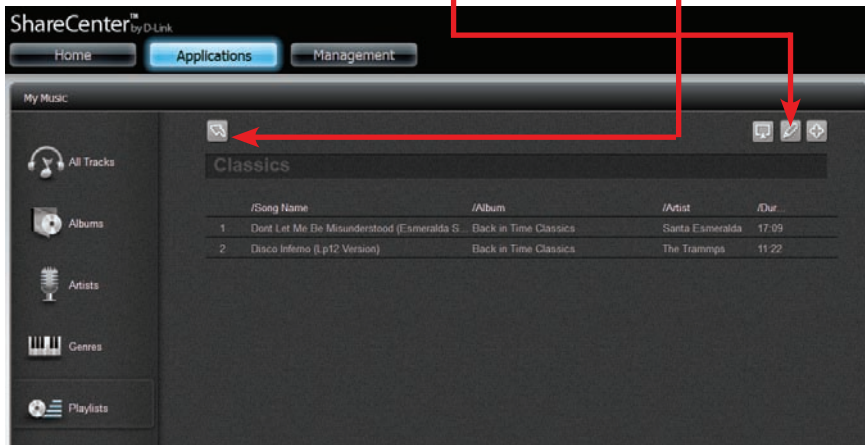 ShareCenter™ by D-Link
Home Applications Management
My Music
All Tracks
Classics
/Song Name /Album /Artist /Dur...
1 Dont Let Me Be Misunderstood (Esmeralda S... Back in Time Classics Santa Esmeralda 17:09
2 Disco Inferno (Lp12 Version) Back in Time Classics The Trammps 11:22
Albums
Artists
Genres
Playlists